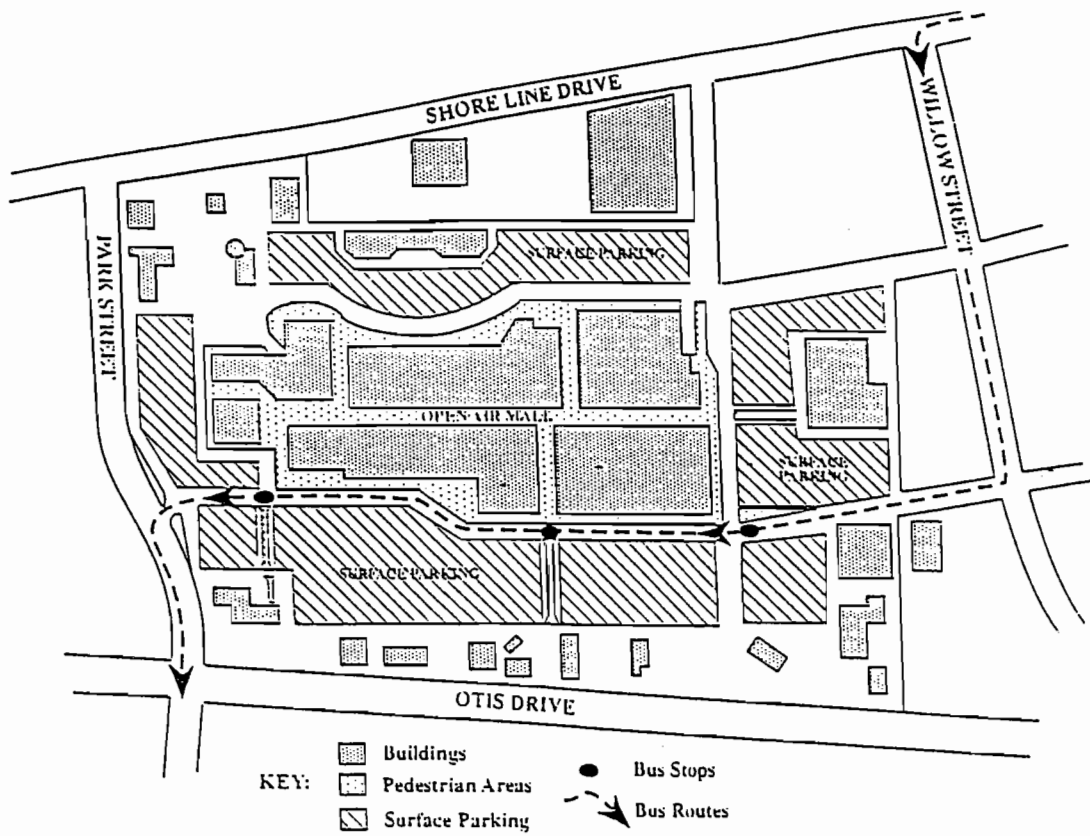 SHORE LINE DRIVE
WILLOW STREET
PARK STREET
SURFACE PARKING
OPEN AIR MALL
SURFACE
PARKING
SURFACE PARKING
OTIS DRIVE
KEY:
Buildings
Pedestrian Areas
Surface Parking
Bus Stops
Bus Routes